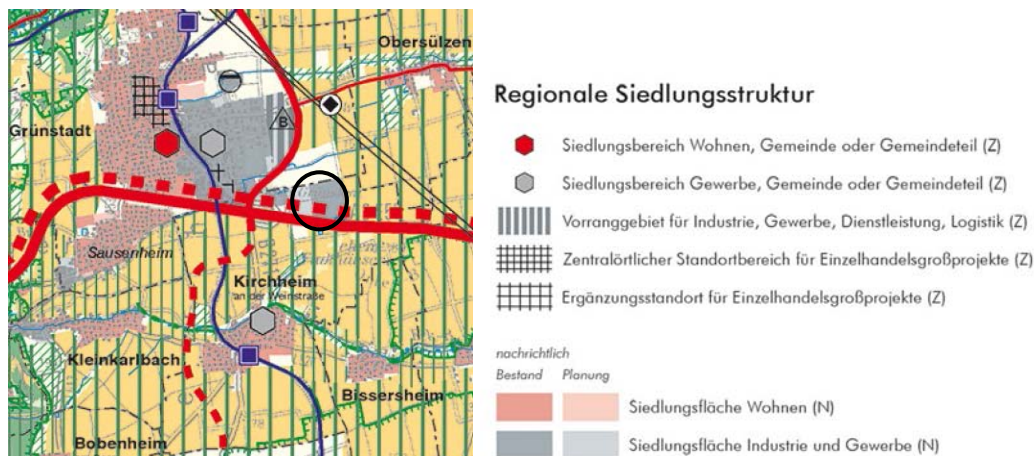 Obersülzen
Grünstadt
B
Sausenheim
B271
Kirchheim
an der Weinstraße
Kleinkarlbach
Bissersheim
78
Bobenheim
Regionale Siedlungsstruktur
Siedlungsbereich Wohnen, Gemeinde oder Gemeindeteil (Z)
Siedlungsbereich Gewerbe, Gemeinde oder Gemeindeteil (Z)
Vorranggebiet für Industrie, Gewerbe, Dienstleistung, Logistik (Z)
Zentralörtlicher Standortbereich für Einzelhandelsgroßprojekte (Z)
Ergänzungsstandort für Einzelhandelsgroßprojekte (Z)
nachrichtlich
Bestand Planung
Siedlungsfläche Wohnen (N)
Siedlungsfläche Industrie und Gewerbe (N)